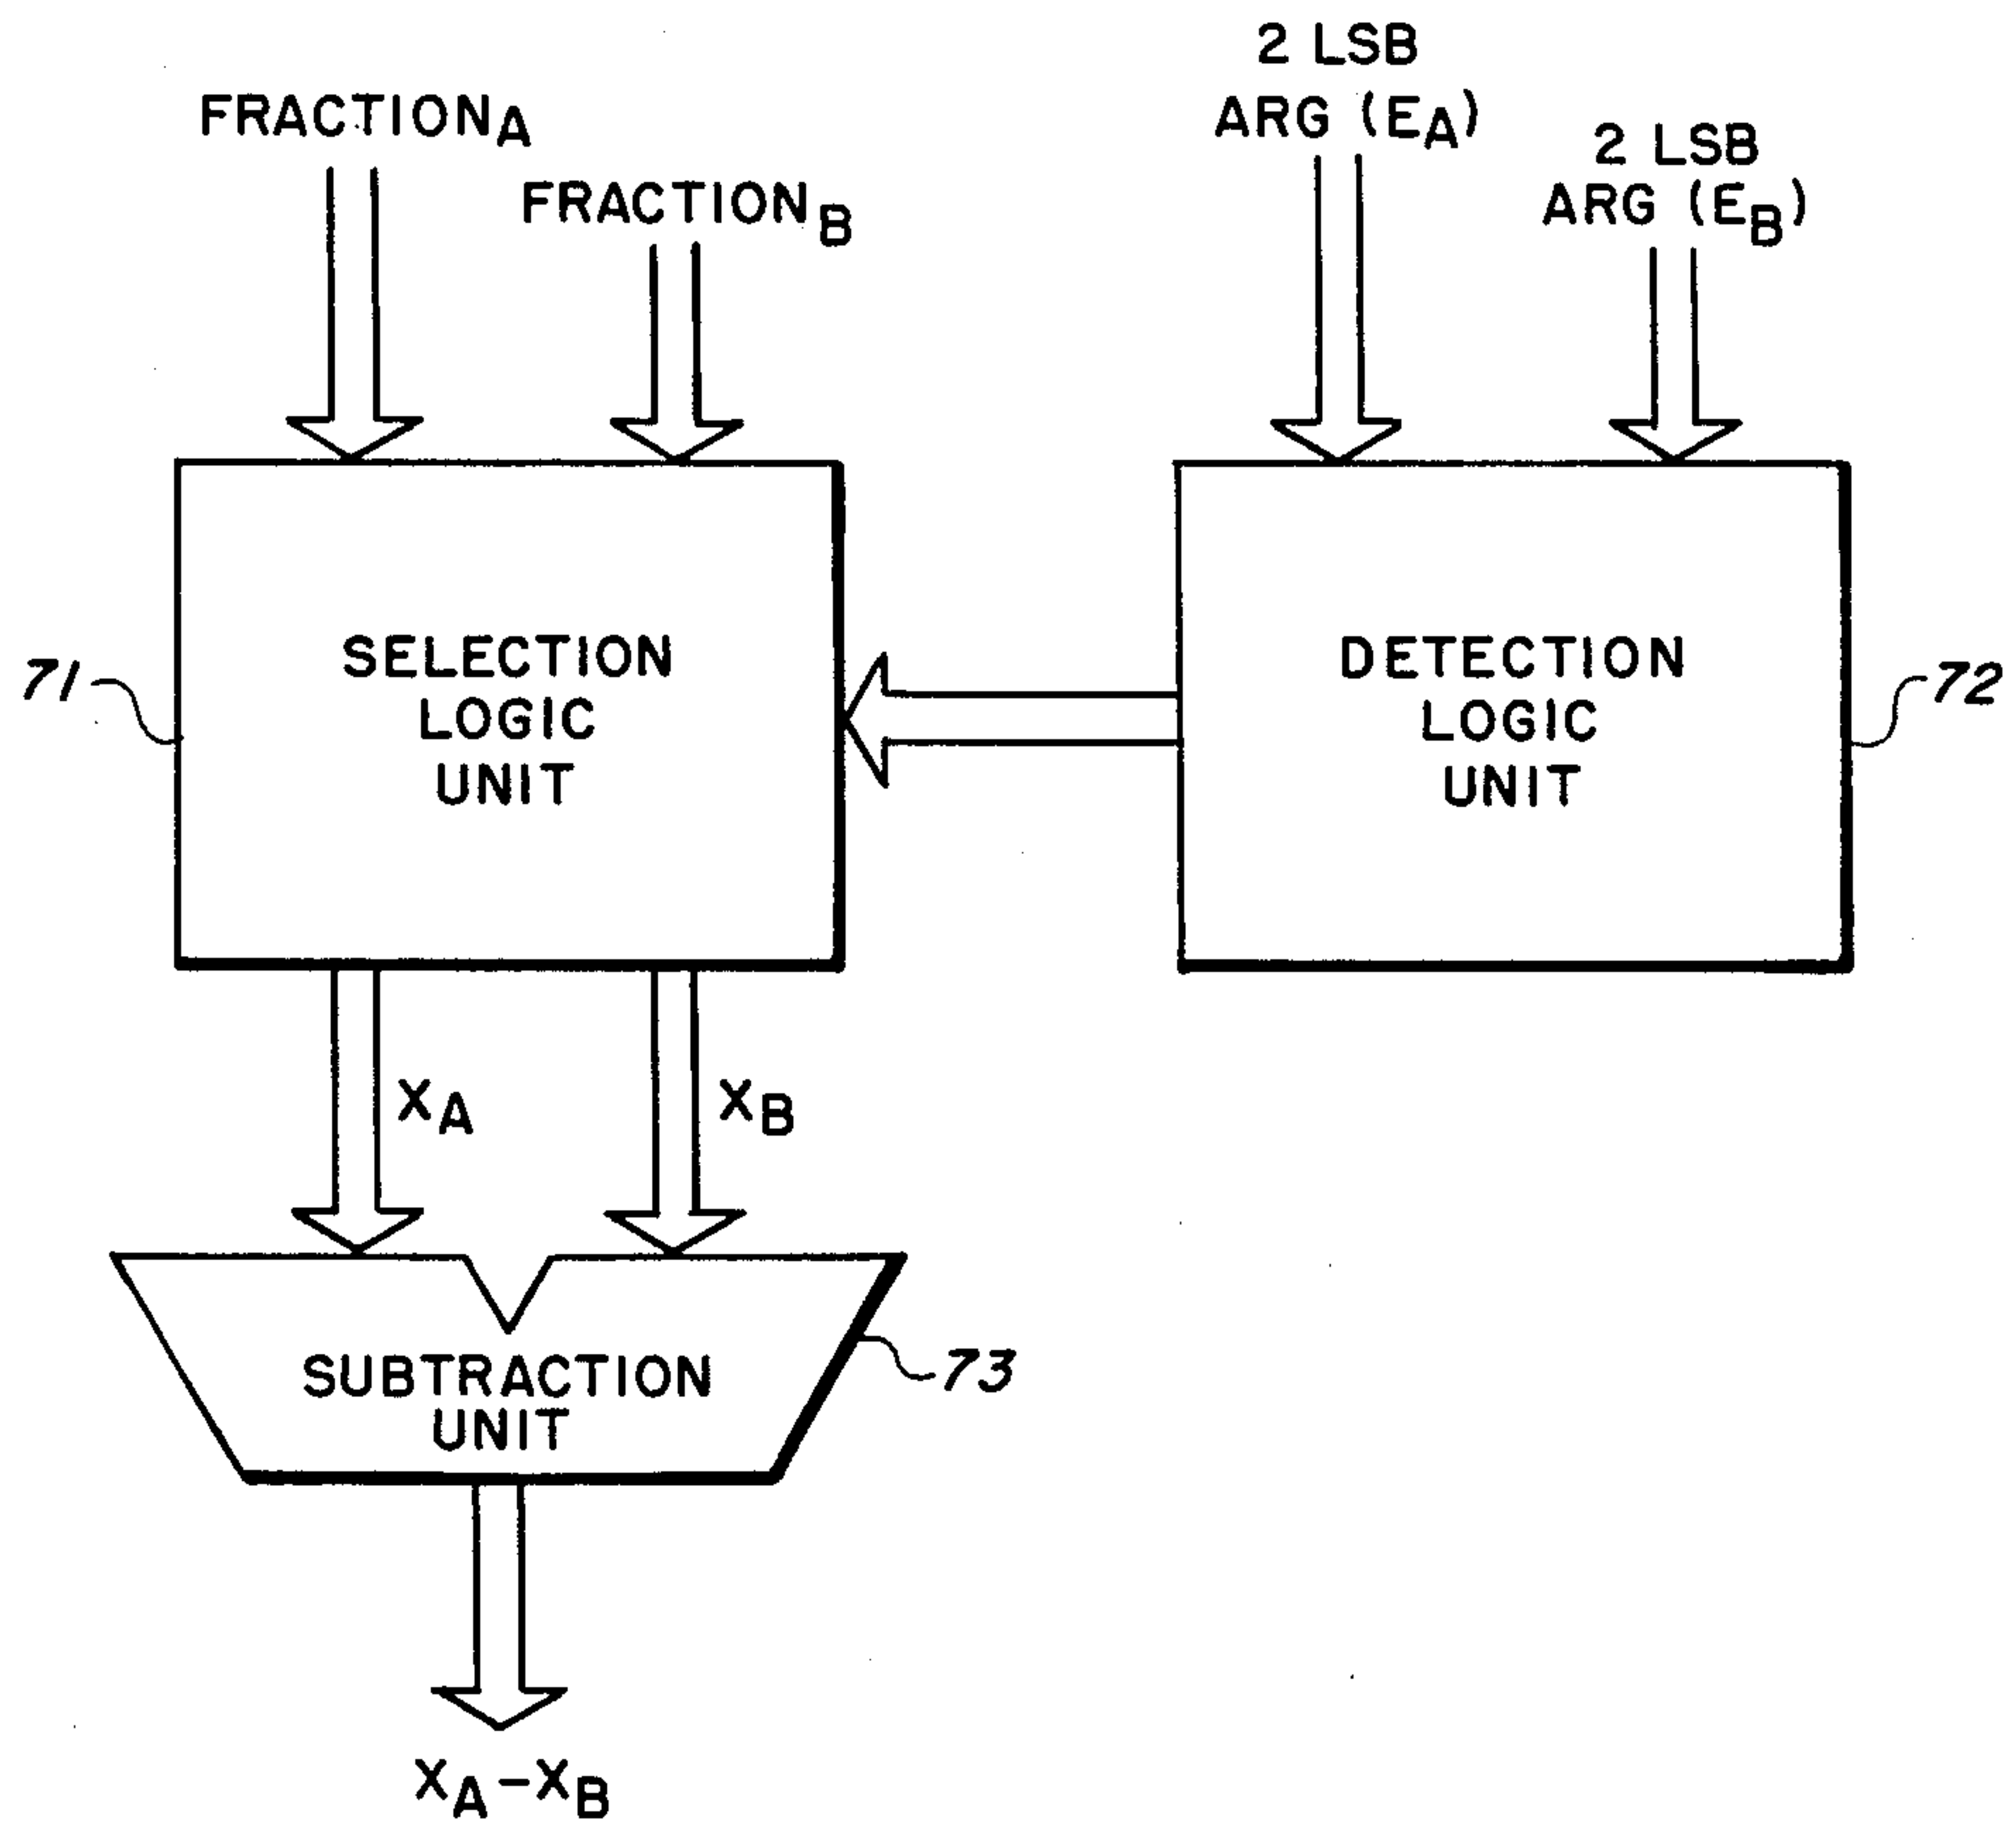 2 LSB
ARG (EA)
FRACTIONA
2 LSB
ARG (EB)
FRACTIONB
SELECTION
LOGIC
UNIT
71
DETECTION
LOGIC
UNIT
72
XA
XB
SUBTRACTION
UNIT
73
XA-XB